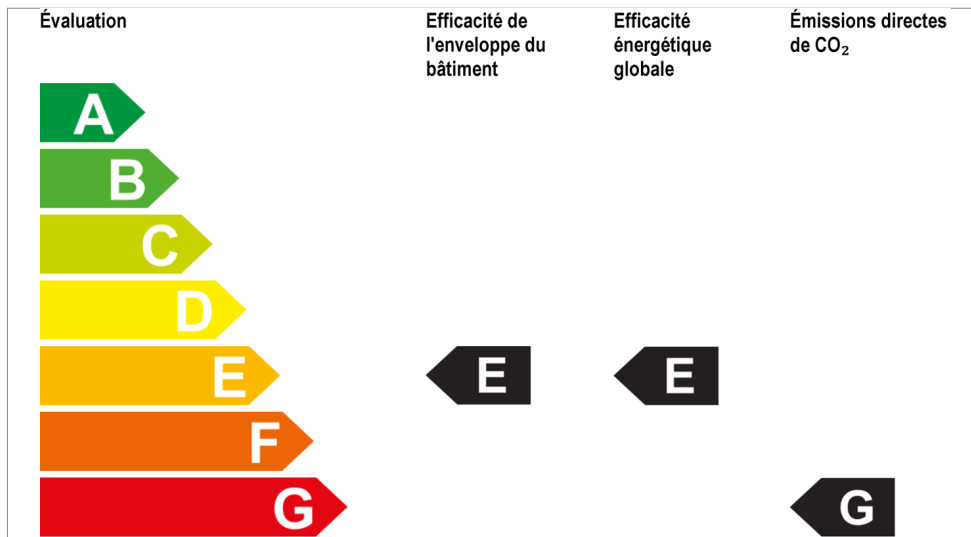 Évaluation
Efficacité de
l'enveloppe du
bâtiment
Efficacité
énergétique
globale
Émissions directes
de CO₂
A
B
C
D
E
E
E
F
G
G